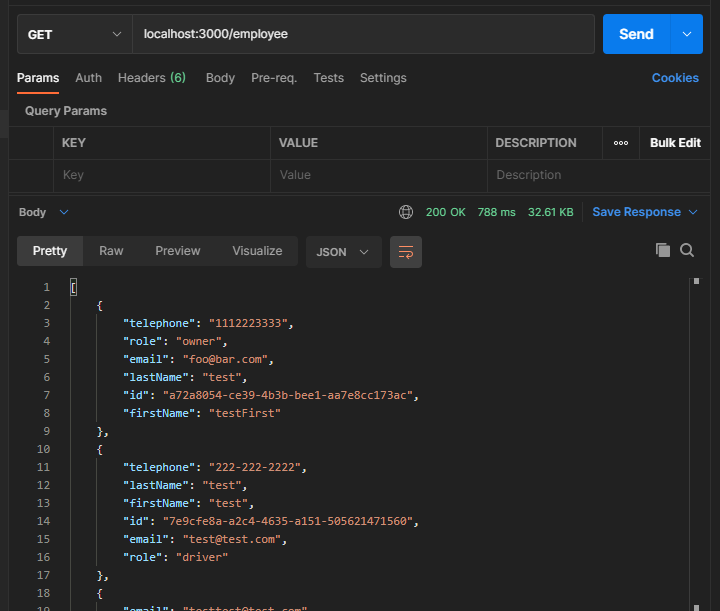 GET localhost:3000/employee Send
Params Auth Headers (6) Body Pre-req. Tests Settings Cookies
Query Params
KEY VALUE DESCRIPTION ooo Bulk Edit
Key Value Description
Body 200 OK 788 ms 32.61 KB Save Response
Pretty Raw Preview Visualize JSON
1 [
2 {
3 "telephone": "1112223333",
4 "role": "owner",
5 "email": "foo@bar.com",
6 "lastName": "test",
7 "id": "a72a8054-ce39-4b3b-bee1-aa7e8cc173ac",
8 "firstName": "testFirst"
9 },
10 {
11 "telephone": "222-222-2222",
12 "lastName": "test",
13 "firstName": "test",
14 "id": "7e9cfe8a-a2c4-4635-a151-505621471560",
15 "email": "test@test.com",
16 "role": "driver"
17 },
18 {
19 "email": "testtest@test.com"